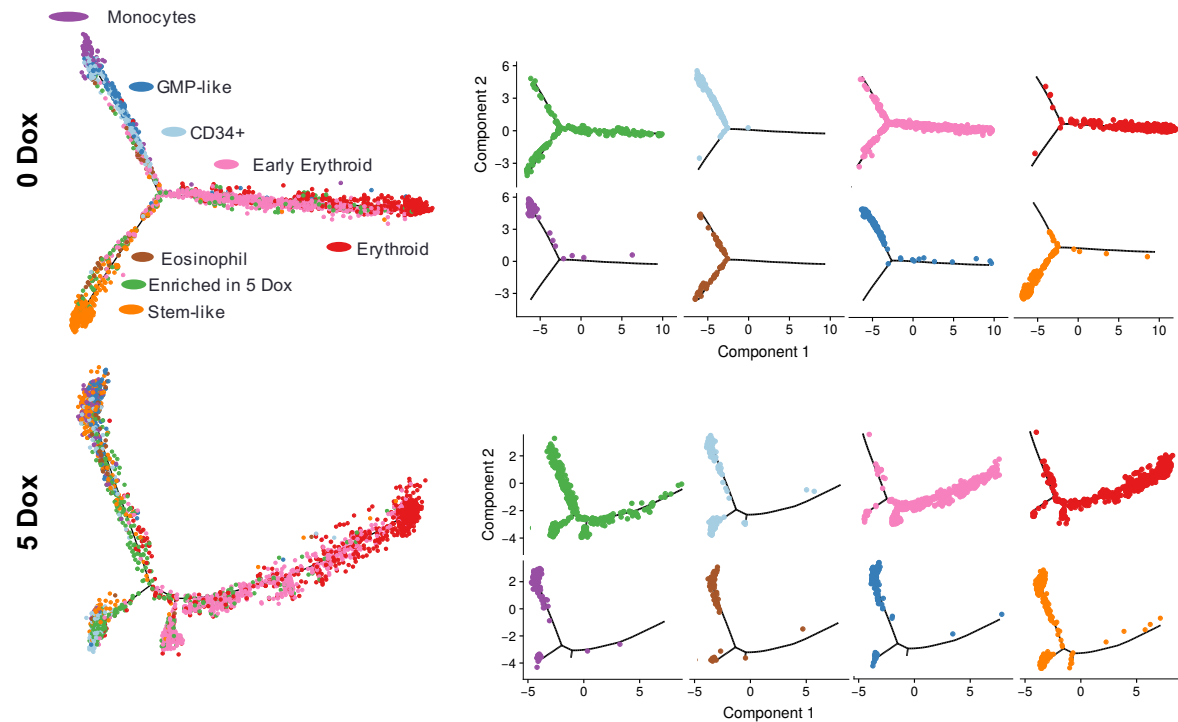 0 Dox
Monocytes
GMP-like
CD34+
Early Erythroid
Erythroid
Eosinophil
Enriched in 5 Dox
Stem-like
Component 2
6
3
0
−3
6
3
0
−3
−5 0 5 10 −5 0 5 10 −5 0 5 10 −5 0 5 10
Component 1
5 Dox
Component 2
2
0
−2
−4
2
0
−2
−4
−5 0 5 −5 0 5 −5 0 5 −5 0 5
Component 1